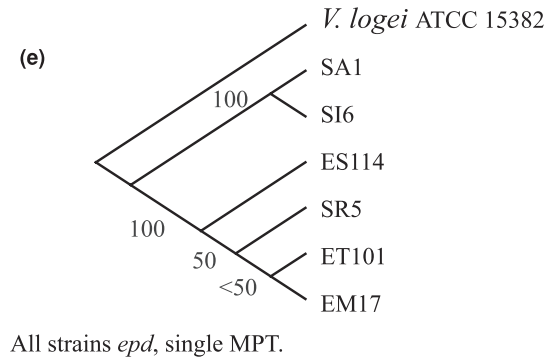 V. logei ATCC 15382
(e)
SA1
100
SI6
ES114
SR5
100
50
ET101
<50
EM17
All strains epd, single MPT.